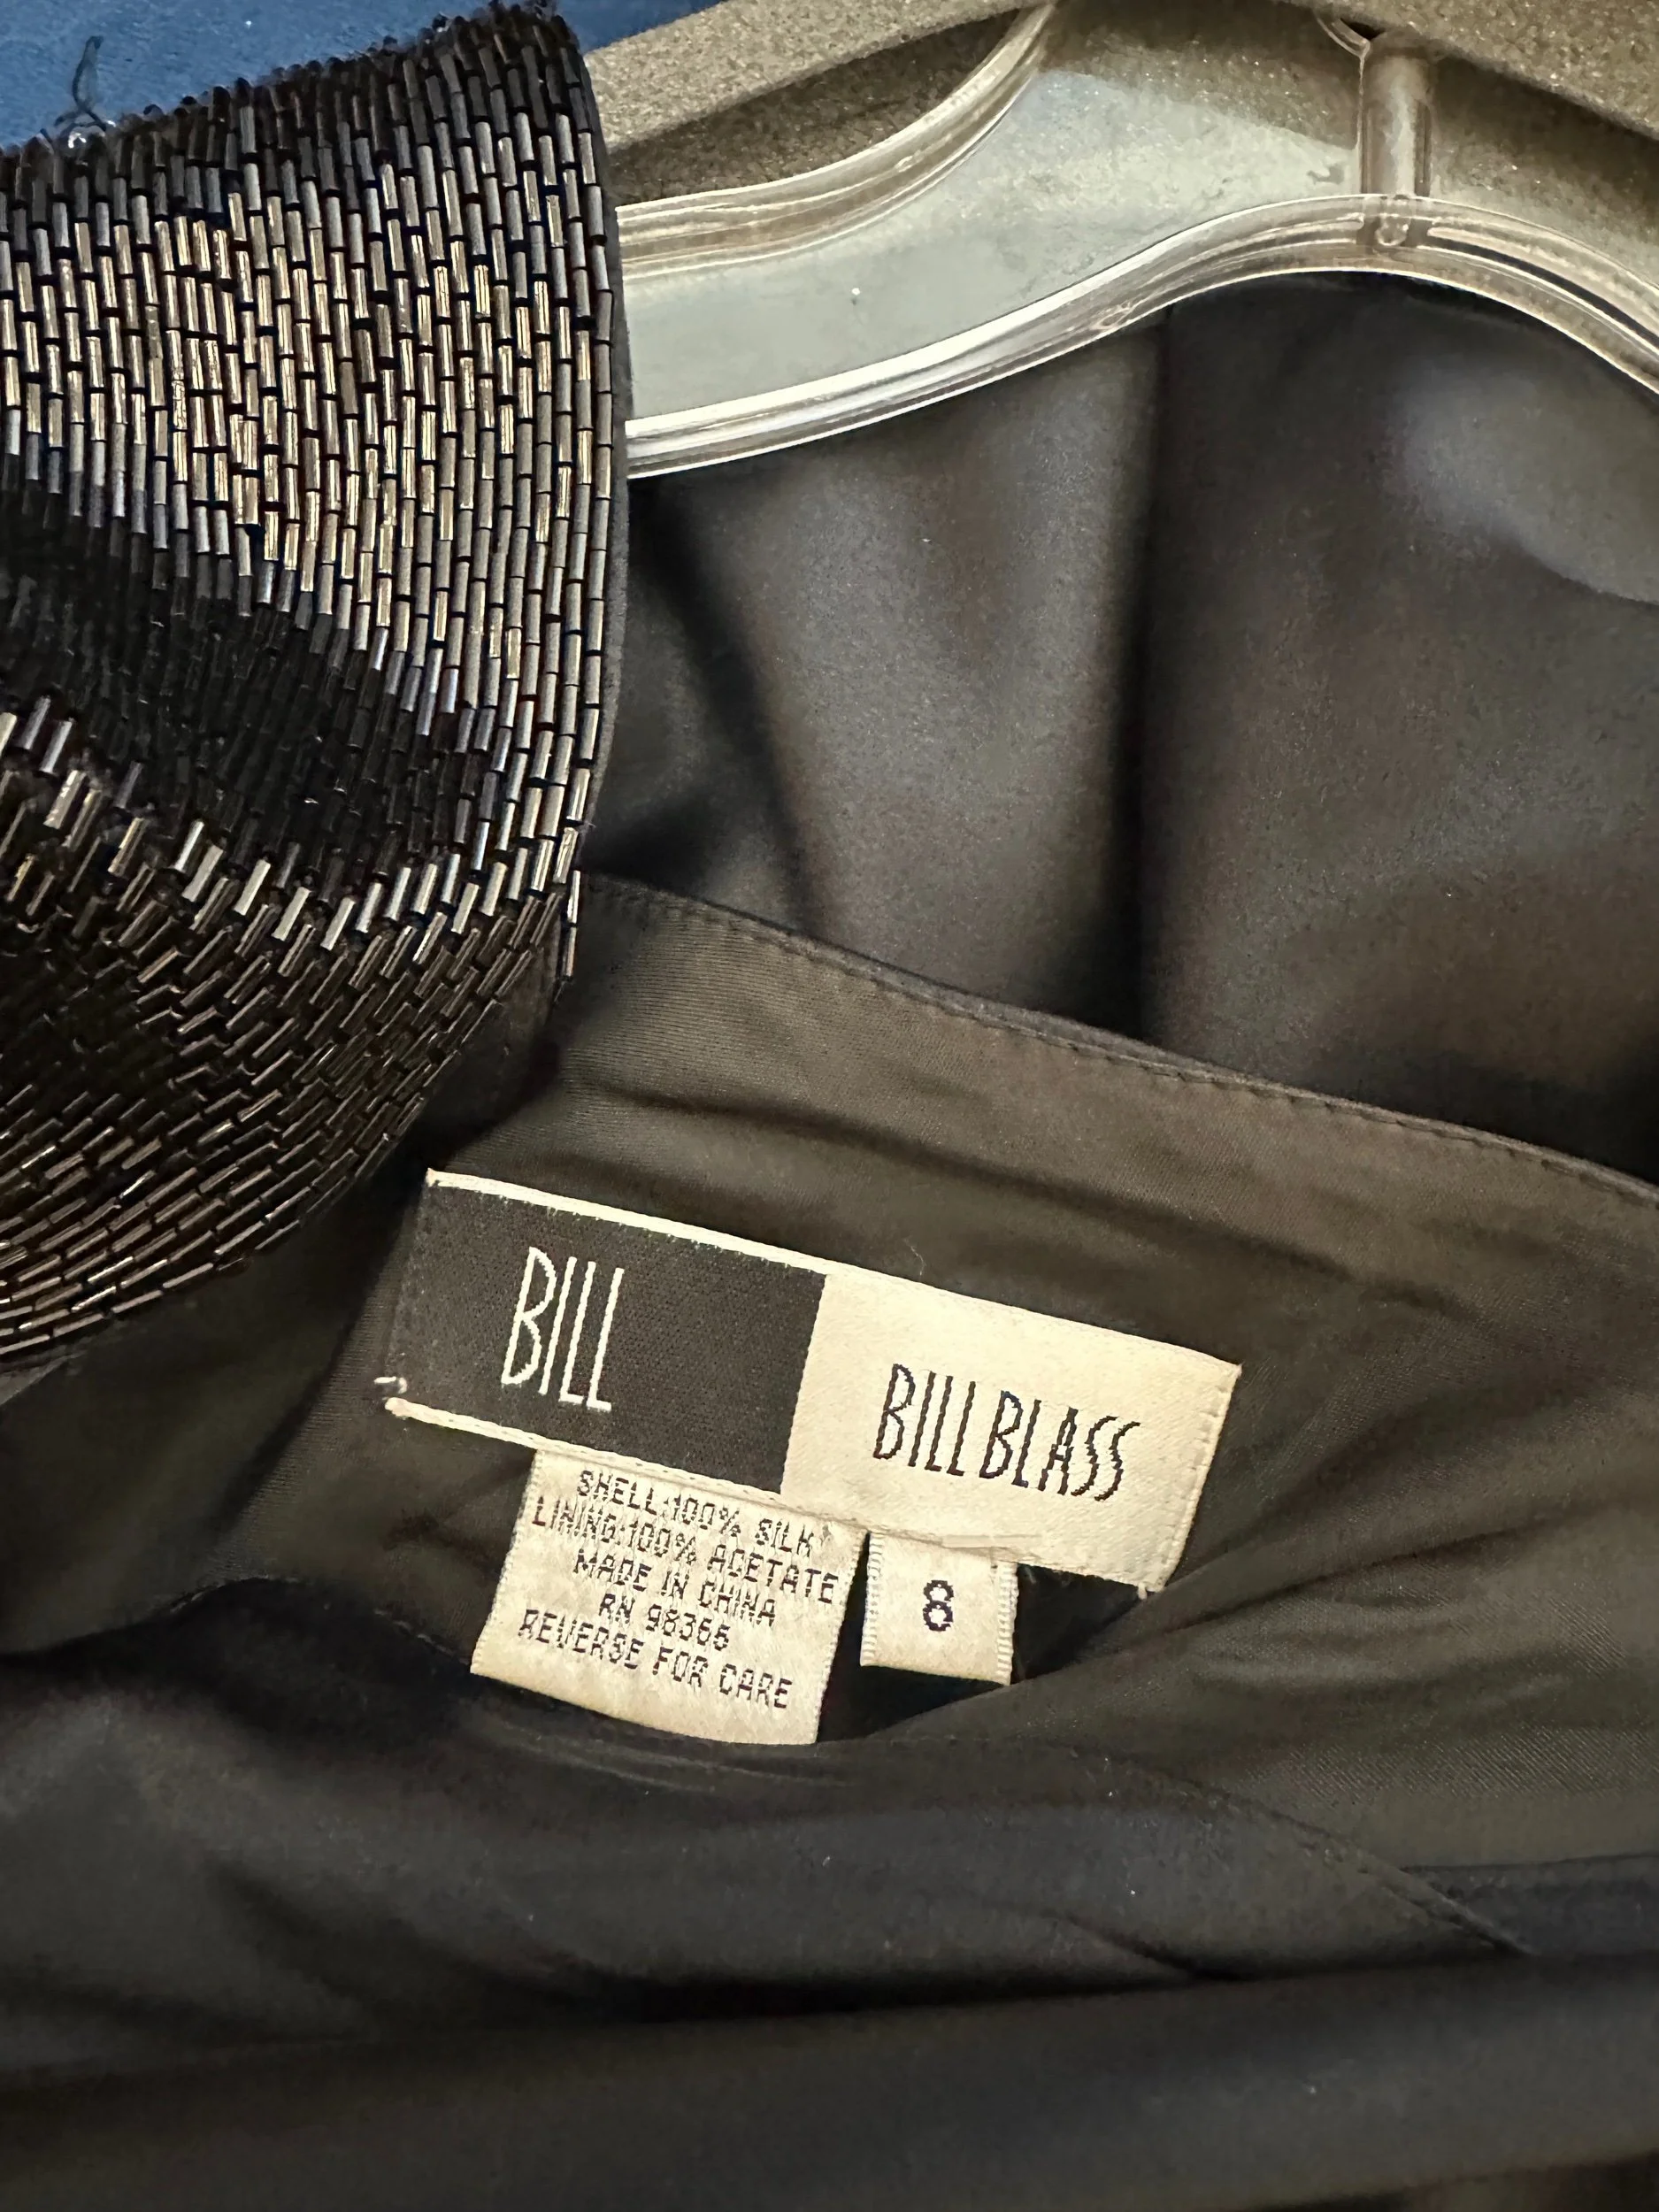 BILL
BILL BLASS
SHELL:100% SILK
LINING:100% ACETATE
MADE IN CHINA
RN 98365
REVERSE FOR CARE
8